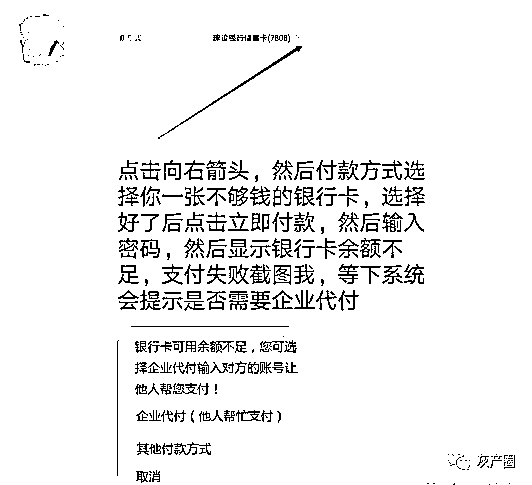 建设银行储蓄卡(7808)
点击向右箭头，然后付款方式选
择你一张不够钱的银行卡，选择
好了后点击立即付款，然后输入
密码，然后显示银行卡余额不
足，支付失败截图我，等下系统
会提示是否需要企业代付
银行卡可用余额不足，您可选
择企业代付输入对方的账号让
他人帮您支付！
企业代付（他人帮忙支付）
其他付款方式
取消
灰产圈